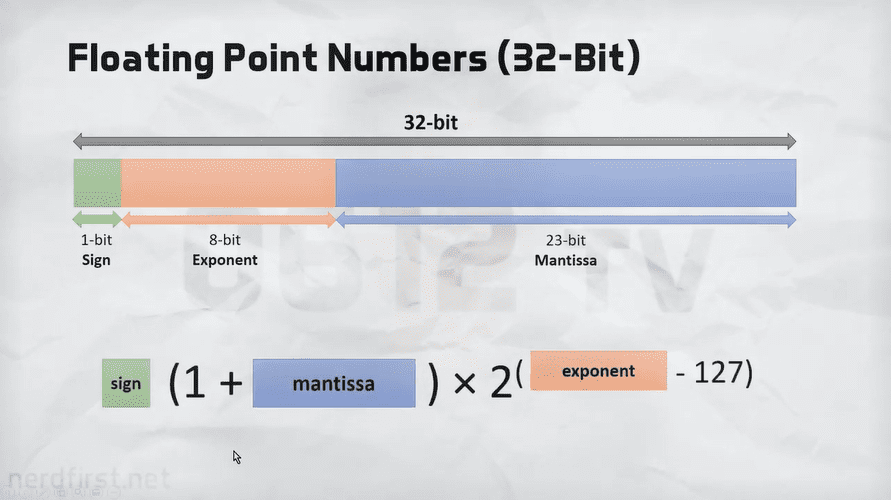 Floating Point Numbers (32-Bit)
32-bit
1-bit
Sign
8-bit
Exponent
23-bit
Mantissa
sign (1 + mantissa ) × 2( exponent - 127)
nerdfirst.net